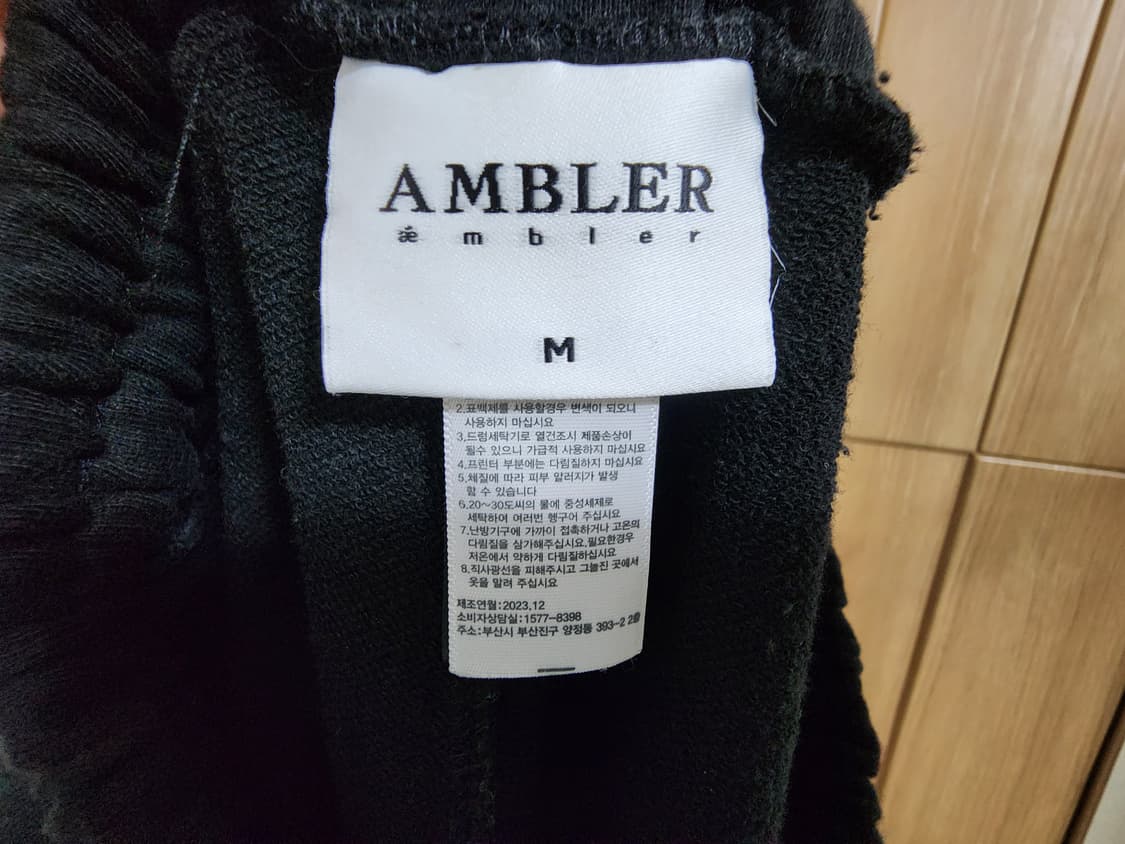 AMBLER
ǽmbler
M
2.표백제를 사용할경우 변색이 되오니
사용하지 마십시요
3.드럼세탁기로 열건조시 제품손상이
될수 있으니 가급적 사용하지 마십시요
4.프린터 부분에는 다림질하지 마십시요
5.체질에 따라 피부 알러지가 발생
할 수 있습니다
6.20~30도씨의 물에 중성세제로
세탁하여 여러번 헹구어 주십시요
7.난방기구에 가까이 접촉하거나 고온의
다림질을 삼가해주십시요.필요한경우
저온에서 약하게 다림질하십시요
8.직사광선을 피해주시고 그늘진 곳에서
옷을 말려 주십시요
제조연월:2023.12
소비자상담실:1577-8398
주소:부산시 부산진구 양정동 393-2 2층